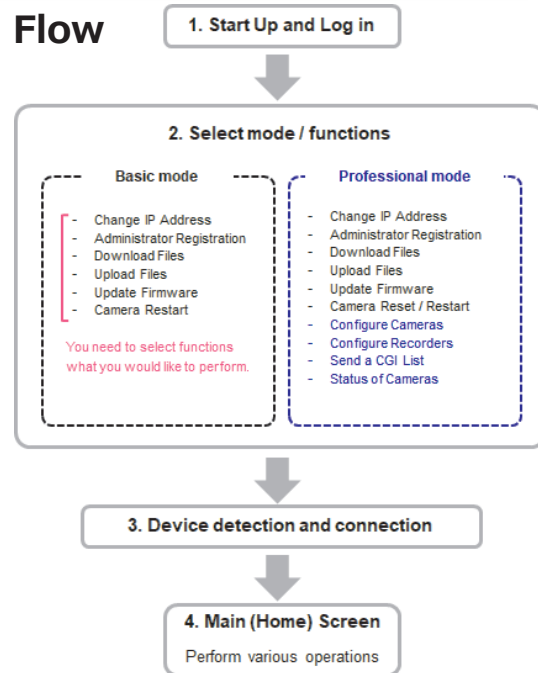 Flow
1. Start Up and Log in
2. Select mode / functions
Basic mode
- Change IP Address
- Administrator Registration
- Download Files
- Upload Files
- Update Firmware
- Camera Restart
You need to select functions
what you would like to perform.
Professional mode
- Change IP Address
- Administrator Registration
- Download Files
- Upload Files
- Update Firmware
- Camera Reset / Restart
- Configure Cameras
- Configure Recorders
- Send a CGI List
- Status of Cameras
3. Device detection and connection
4. Main (Home) Screen
Perform various operations